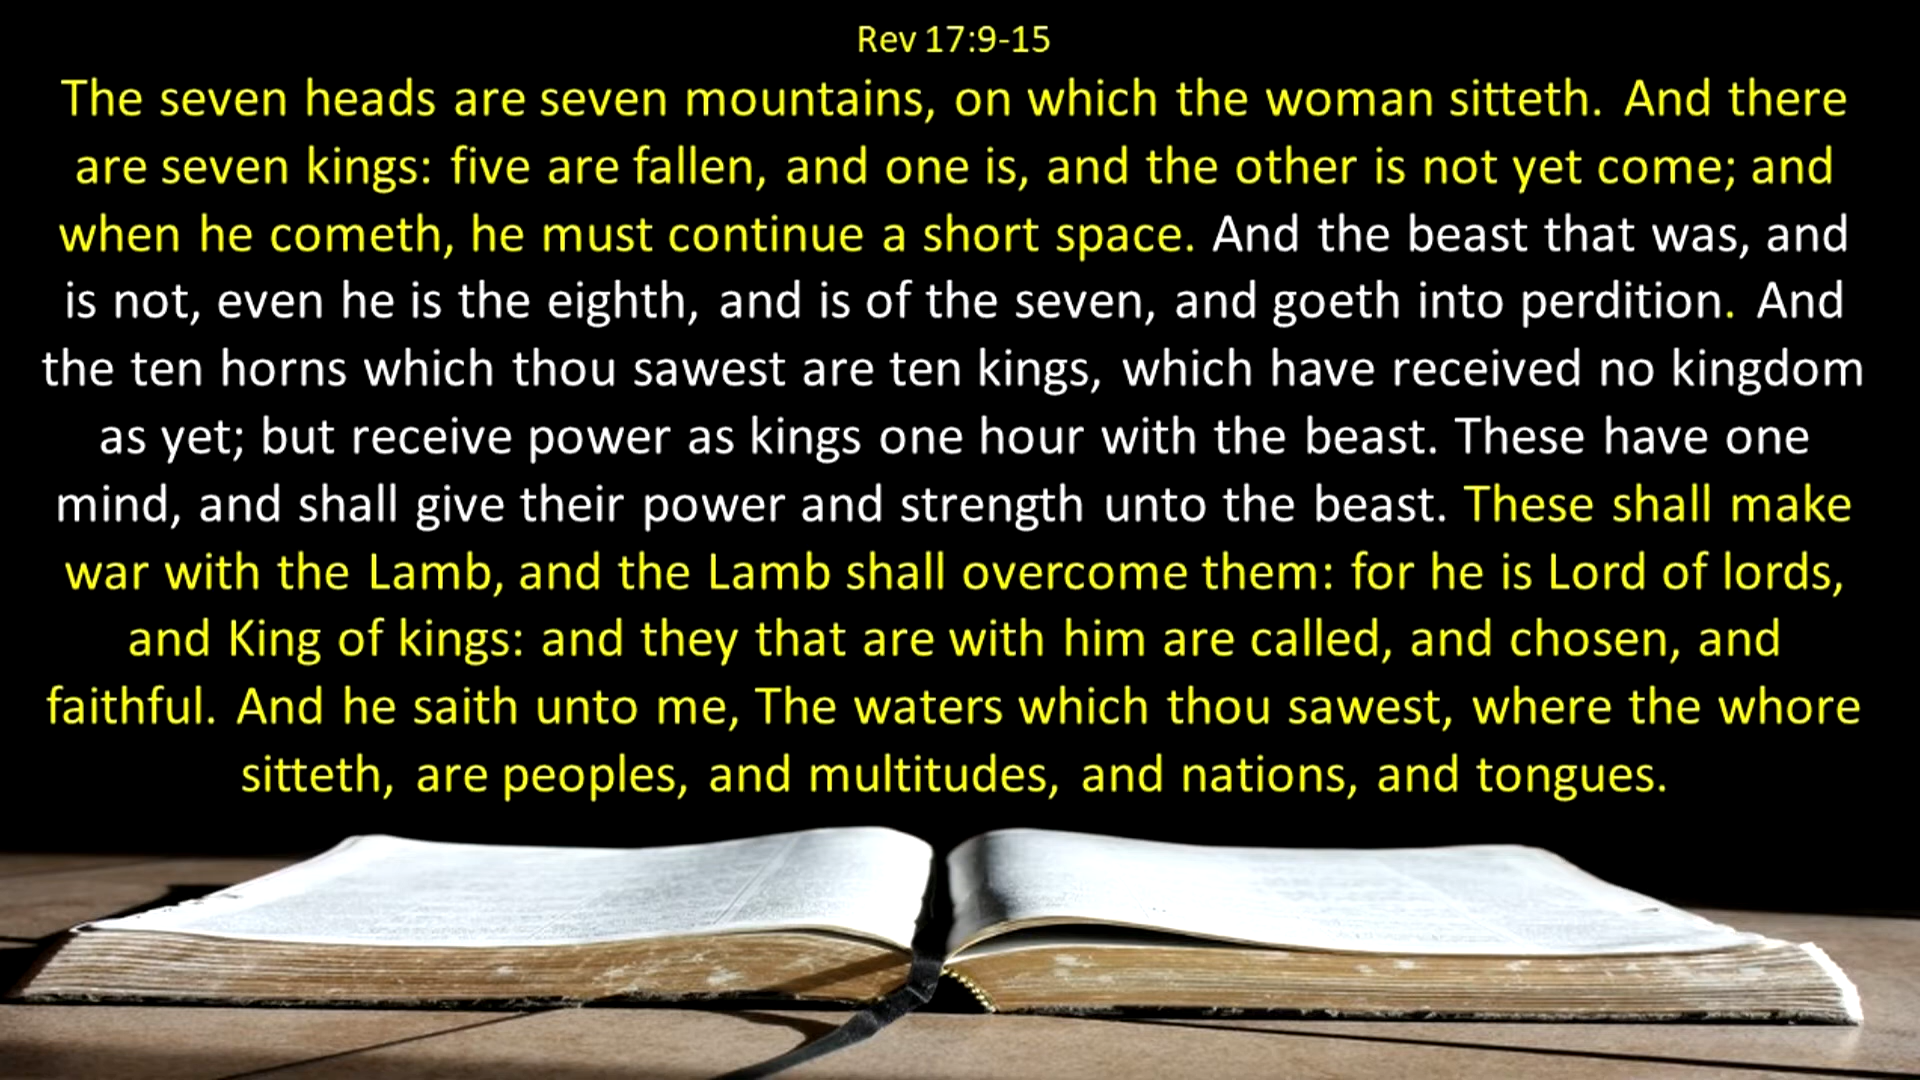 Rev 17:9-15
The seven heads are seven mountains, on which the woman sitteth. And there
are seven kings: five are fallen, and one is, and the other is not yet come; and
when he cometh, he must continue a short space. And the beast that was, and
is not, even he is the eighth, and is of the seven, and goeth into perdition. And
the ten horns which thou sawest are ten kings, which have received no kingdom
as yet; but receive power as kings one hour with the beast. These have one
mind, and shall give their power and strength unto the beast. These shall make
war with the Lamb, and the Lamb shall overcome them: for he is Lord of lords,
and King of kings: and they that are with him are called, and chosen, and
faithful. And he saith unto me, The waters which thou sawest, where the whore
sitteth, are peoples, and multitudes, and nations, and tongues.